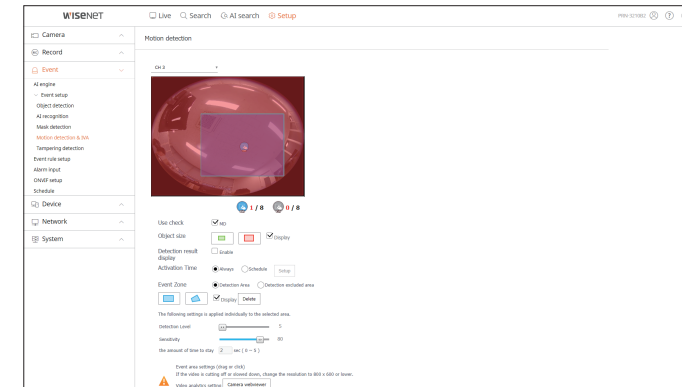 WISENET
Live Search AI search Setup
PRN-3210B2
Camera
Motion detection
Record
Event
CH 3
AI engine
Event setup
Object detection
AI recognition
Mask detection
Motion detection & IVA
Tampering detection
Event rule setup
Alarm input
ONVIF setup
Schedule
Device
1 / 8 0 / 8
Network
Use check MD
System
Object size Display
Detection result display Enable
Activation Time Always Schedule Setup
Event Zone Detection Area Detection excluded area
Display Delete
The following settings is applied individually to the selected area.
Detection Level 5
Sensitivity 80
the amount of time to stay 2 sec ( 0 ~ 5 )
Event area settings (drag or click)
If the video is cutting off or slowed down, change the resolution to 800 x 600 or lower.
Video analytics setting Camera webviewer